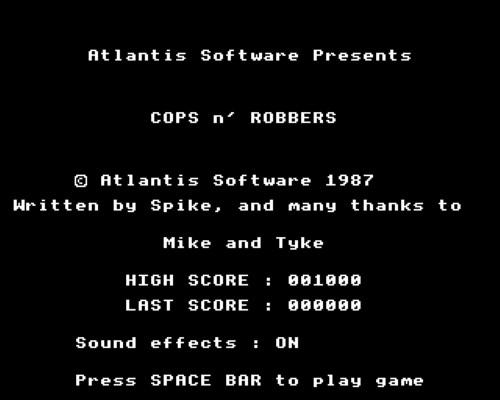 Atlantis Software Presents
COPS n´ ROBBERS
© Atlantis Software 1987
Written by Spike, and many thanks to
Mike and Tyke
HIGH SCORE : 001000
LAST SCORE : 000000
Sound effects : ON
Press SPACE BAR to play game